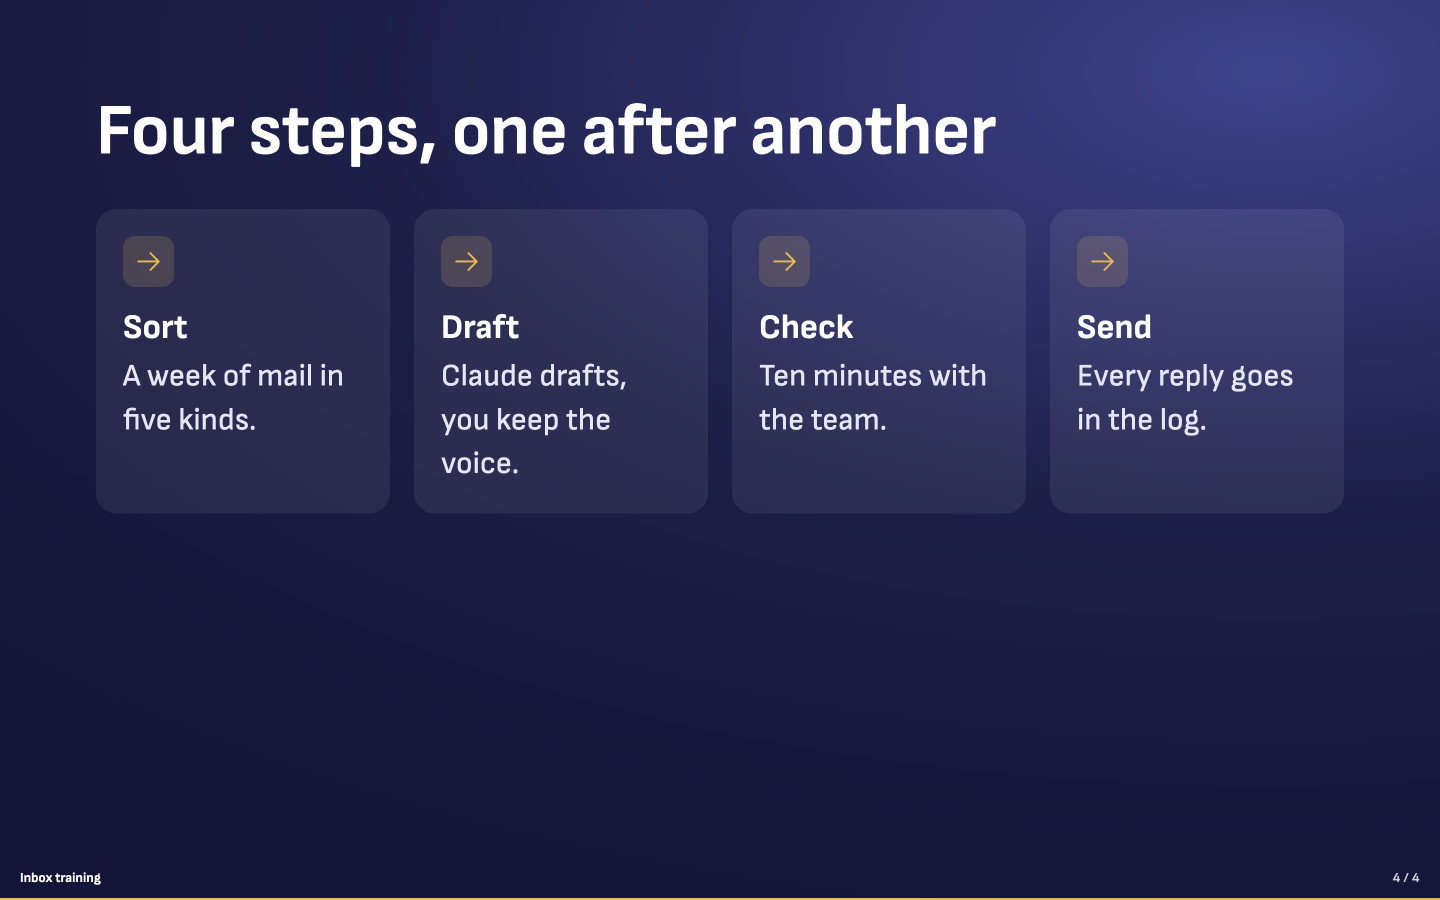 Four steps, one after another
Sort
A week of mail in
five kinds.
Draft
Claude drafts,
you keep the
voice.
Check
Ten minutes with
the team.
Send
Every reply goes
in the log.
Inbox training
4 / 4